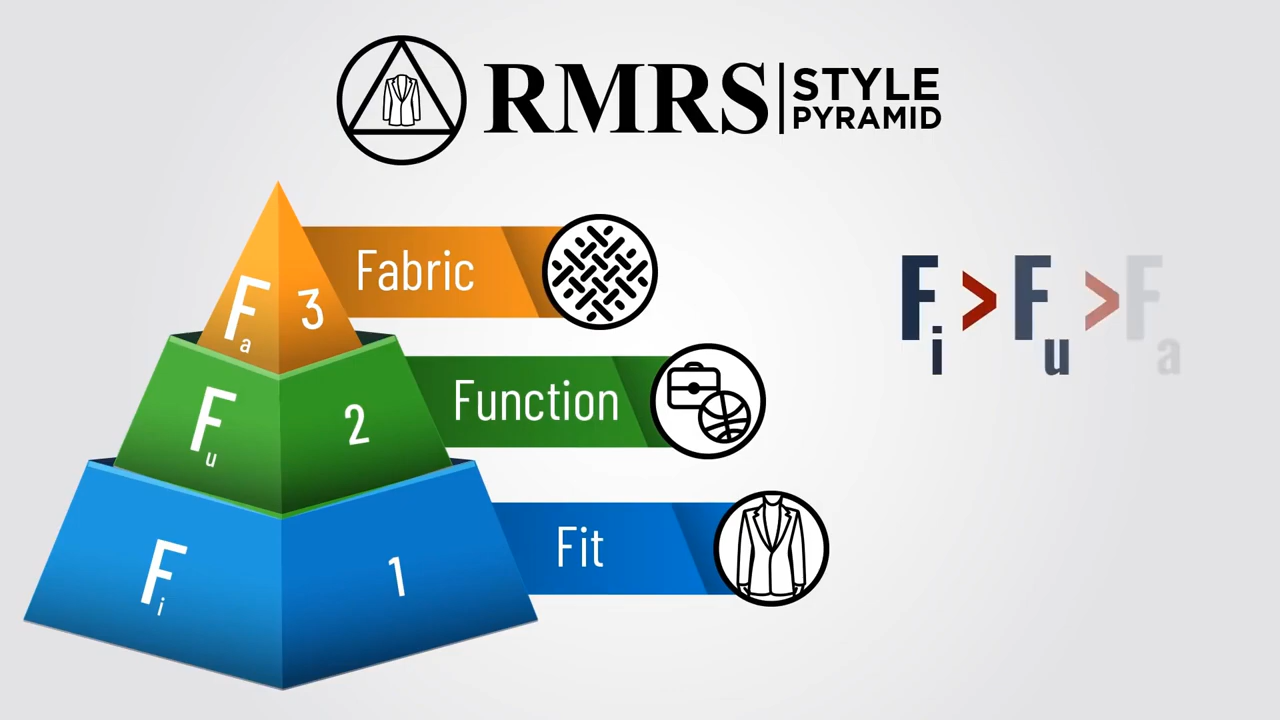 RMRS
STYLE
PYRAMID
Fa
3
Fabric
Fu
2
Function
Fi
1
Fit
Fi > Fu > Fa